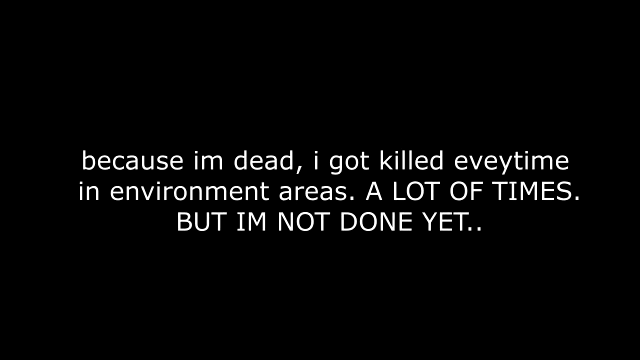 because im dead, i got killed eveytime
in environment areas. A LOT OF TIMES.
BUT IM NOT DONE YET..